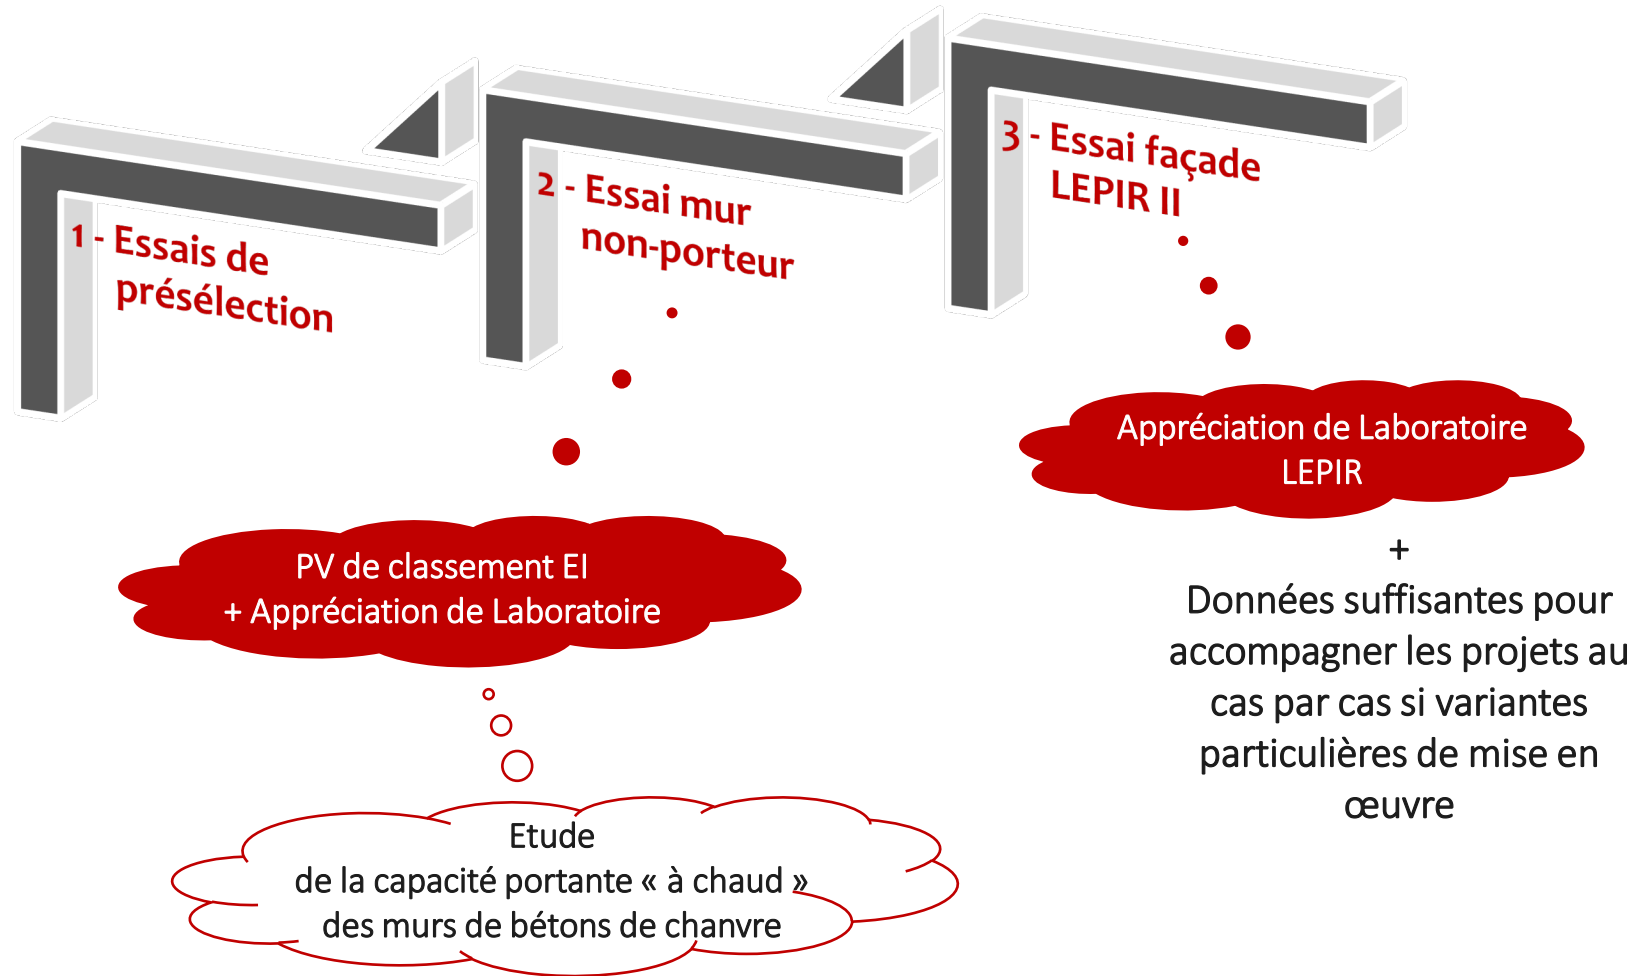 1 - Essais de
présélection
2 - Essai mur
non-porteur
3 - Essai façade
LEPIR II
PV de classement EI
+ Appréciation de Laboratoire
Etude
de la capacité portante « à chaud »
des murs de bétons de chanvre
Appréciation de Laboratoire
LEPIR
+
Données suffisantes pour
accompagner les projets au
cas par cas si variantes
particulières de mise en
œuvre